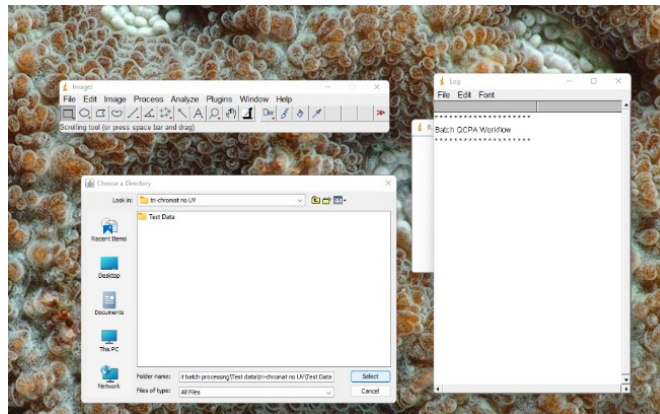 ImageJ
File Edit Image Process Analyze Plugins Window Help
Dev
Scrolling tool (or press space bar and drag)
Log
File Edit Font
Batch QCPA Workflow
Choose a Directory
Look in: tri-chromat no UV
Test Data
Recent Items
Desktop
Documents
This PC
Network
Folder name: it batch processing\Test data\tri-chromat no UV\Test Data Select
Files of type: All Files Cancel